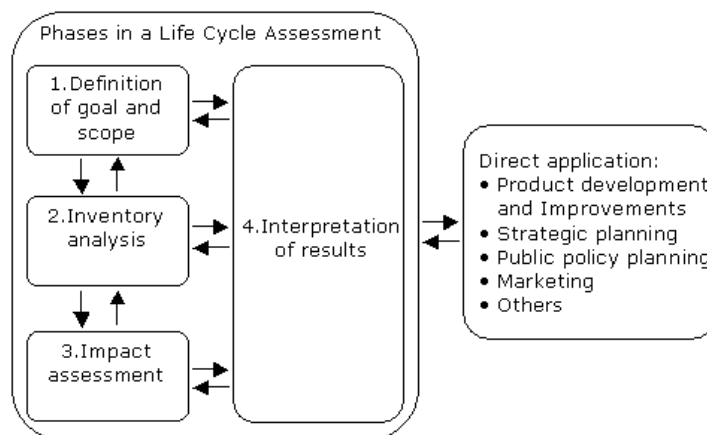 Phases in a Life Cycle Assessment
1.Definition
of goal and
scope
2.Inventory
analysis
3.Impact
assessment
4.Interpretation
of results
Direct application:
• Product development
and Improvements
• Strategic planning
• Public policy planning
• Marketing
• Others